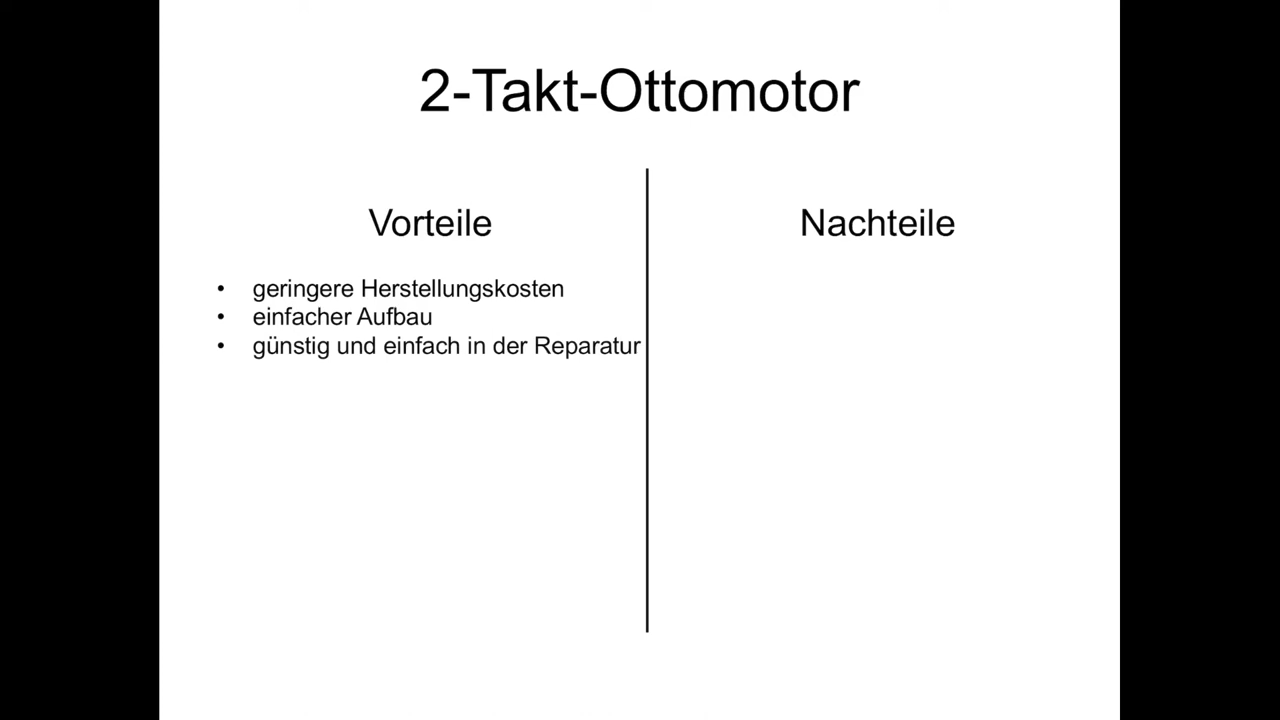 2-Takt-Ottomotor
Vorteile
• geringere Herstellungskosten
• einfacher Aufbau
• günstig und einfach in der Reparatur
Nachteile